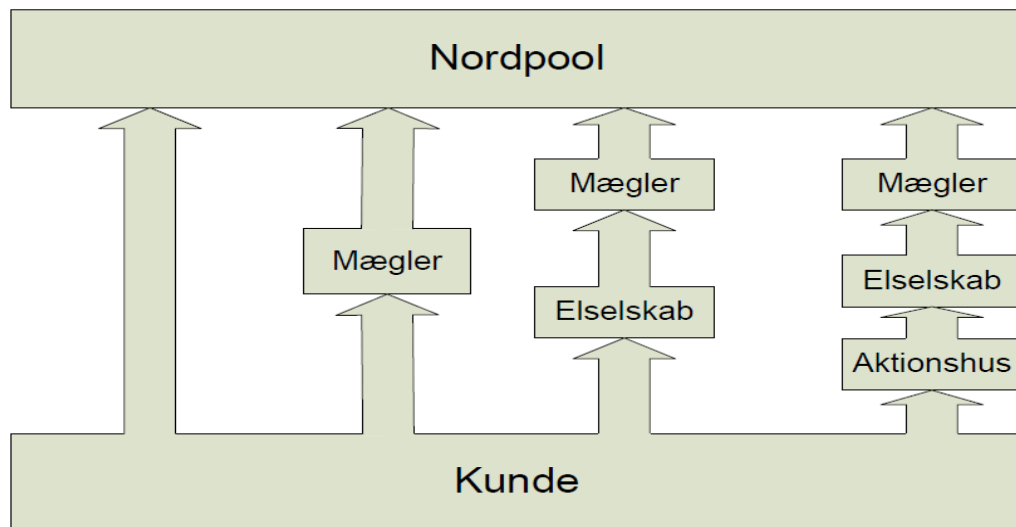 Nordpool
Mægler
Mægler
Mægler
Elselskab
Elselskab
Aktionshus
Kunde